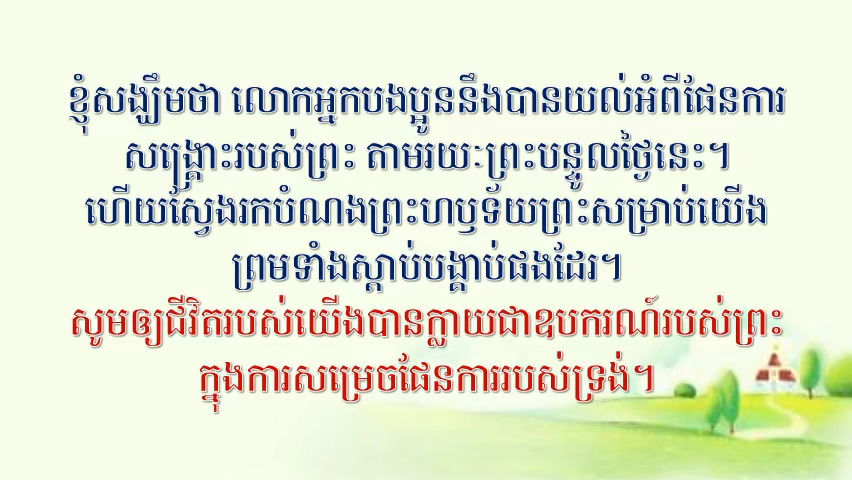 ខ្ញុំសង្ឃឹមថា លោកអ្នកបងប្អូននឹងបានយល់អំពីផែនការ
សង្គ្រោះរបស់ព្រះ តាមរយៈព្រះបន្ទូលថ្ងៃនេះ។
ហើយស្វែងរកបំណងព្រះហឫទ័យព្រះសម្រាប់យើង
ព្រមទាំងស្តាប់បង្គាប់ផងដែរ។
សូមឲ្យជីវិតរបស់យើងបានក្លាយជាឧបករណ៍របស់ព្រះ
ក្នុងការសម្រេចផែនការរបស់ទ្រង់។